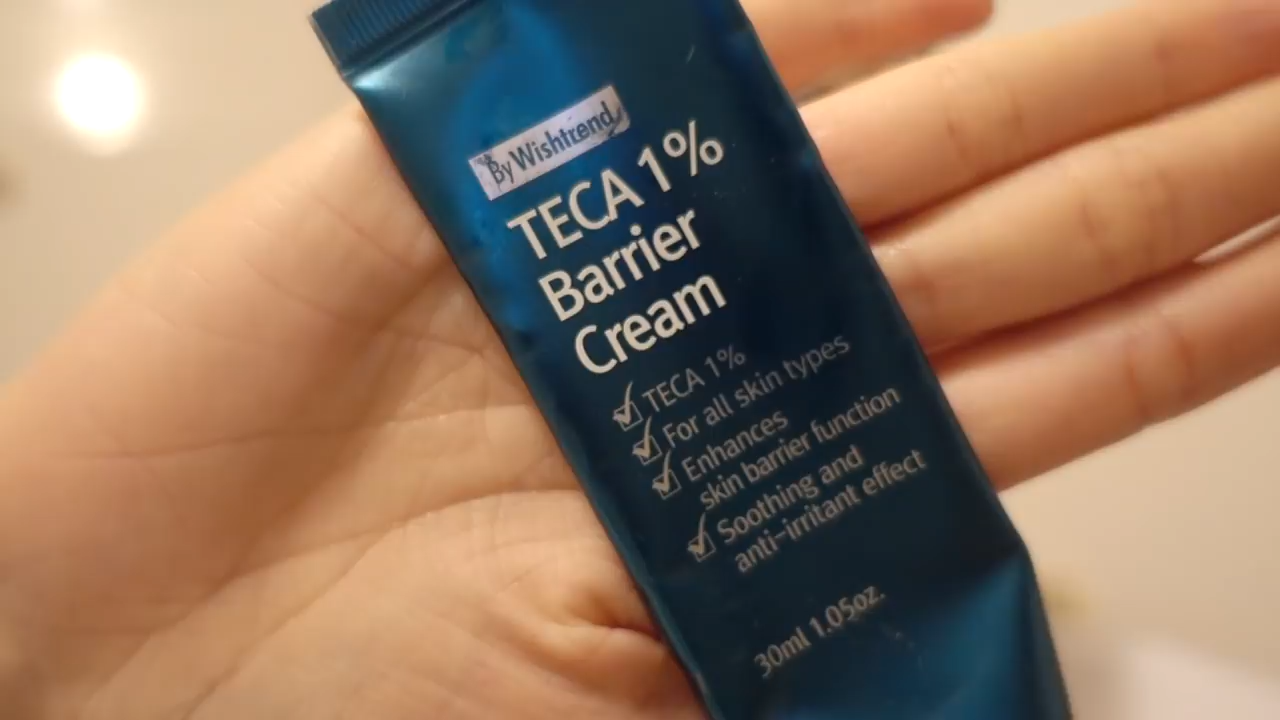 By Wishtrend
TECA 1%
Barrier
Cream
TECA 1%
For all skin types
Enhances
skin barrier function
Soothing and
anti-irritant effect
30ml 1.05oz.